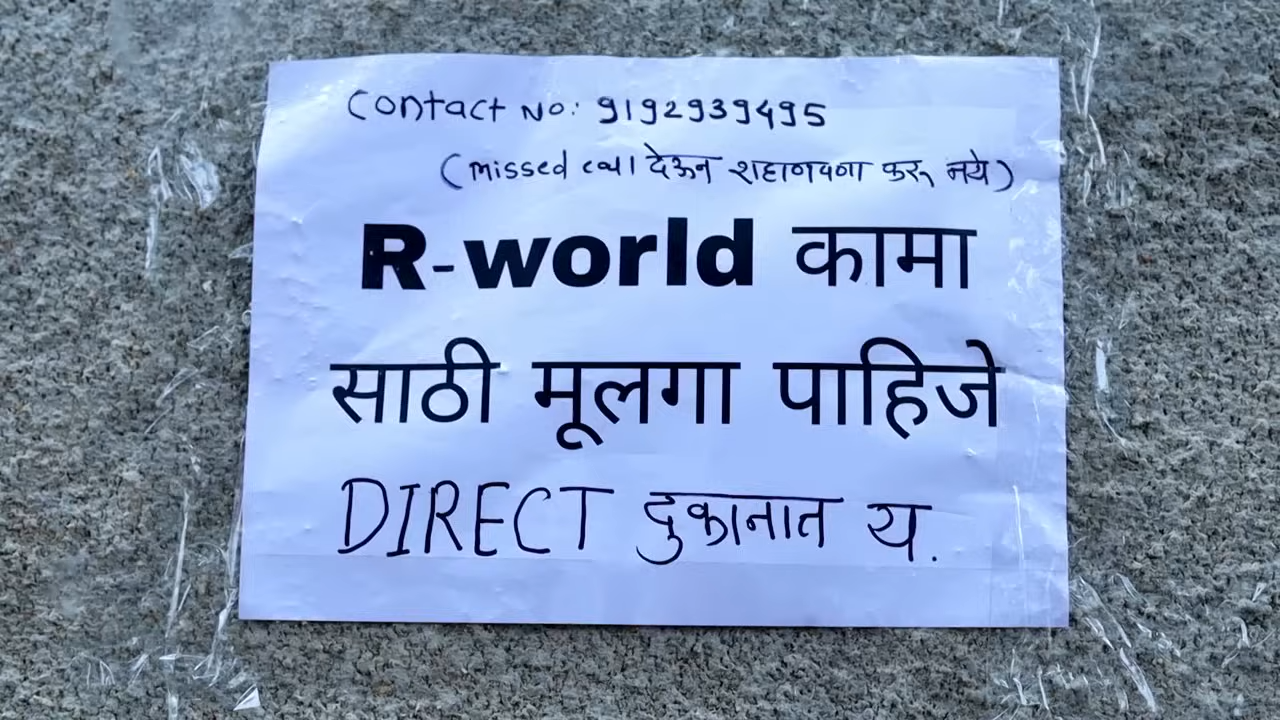 Contact No: 9192939495
(missed call देऊन शहाणपणा करू नये)
R-world कामा
साठी मूलगा पाहिजे
DIRECT दुकानात य.